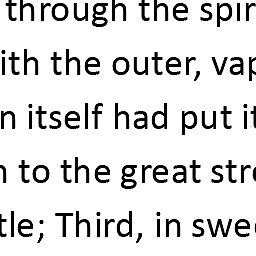 through the spir
ith the outer, vap
n itself had put it
n to the great stre
tle; Third, in swee